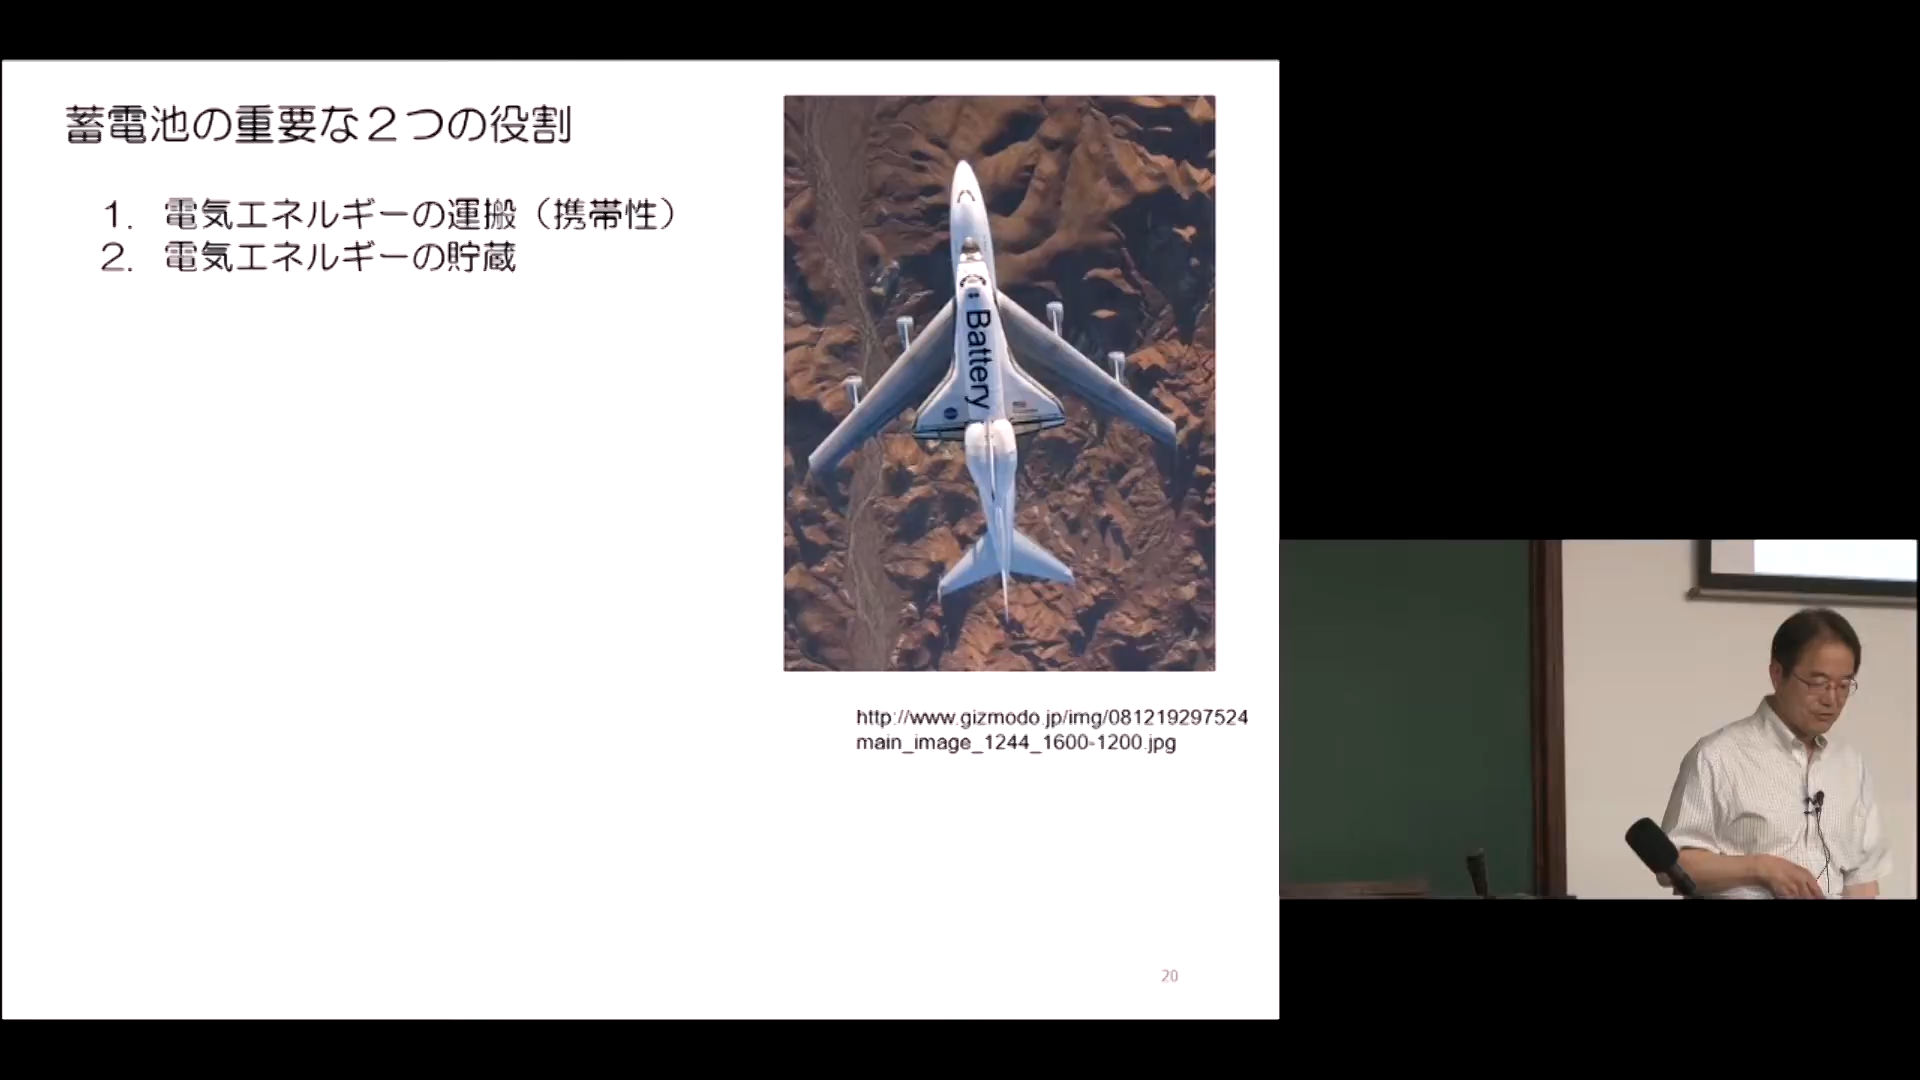 蓄電池の重要な２つの役割
1. 電気エネルギーの運搬（携帯性）
2. 電気エネルギーの貯蔵
Battery
http://www.gizmodo.jp/img/081219297524
main_image_1244_1600-1200.jpg
20